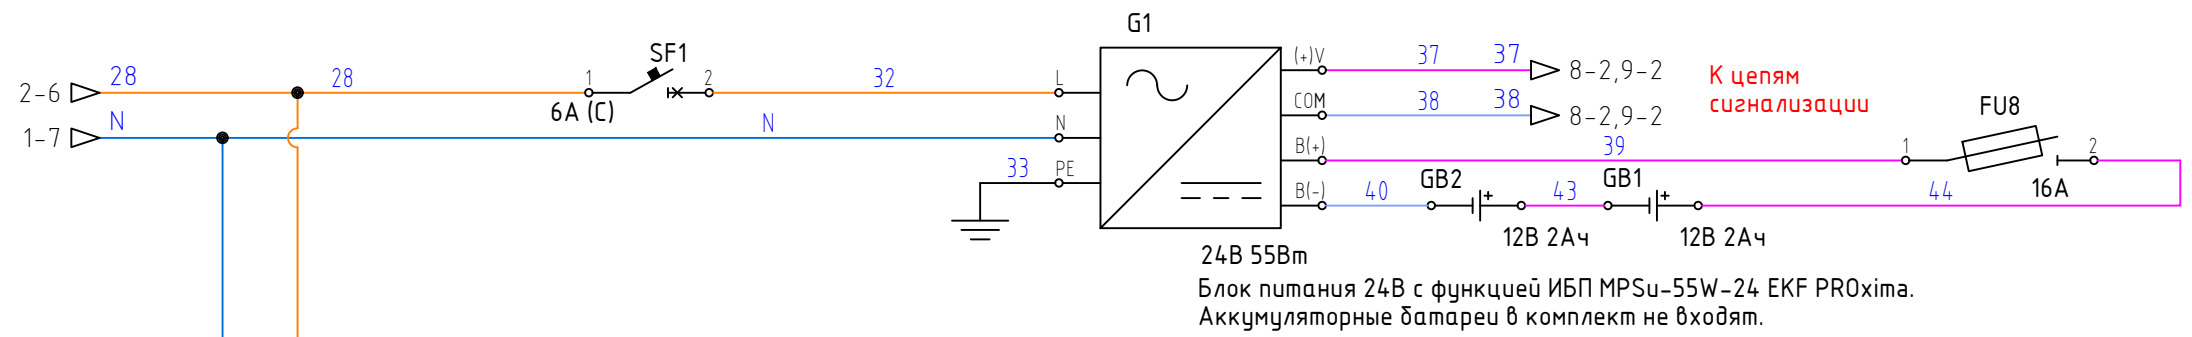 G1
SF1
2-6
28
28
1
2
32
L
(+)V
37
37
8-2,9-2
К цепям
сигнализации
6А (С)
1-7
N
N
N
COM
38
38
8-2,9-2
FU8
33
PE
B(+)
39
1
2
16А
B(-)
40
GB2
43
GB1
44
+
+
12В 2Ач
12В 2Ач
24В 55Вт
Блок питания 24В с функцией ИБП MPSu-55W-24 EKF PROxima.
Аккумуляторные батареи в комплект не входят.